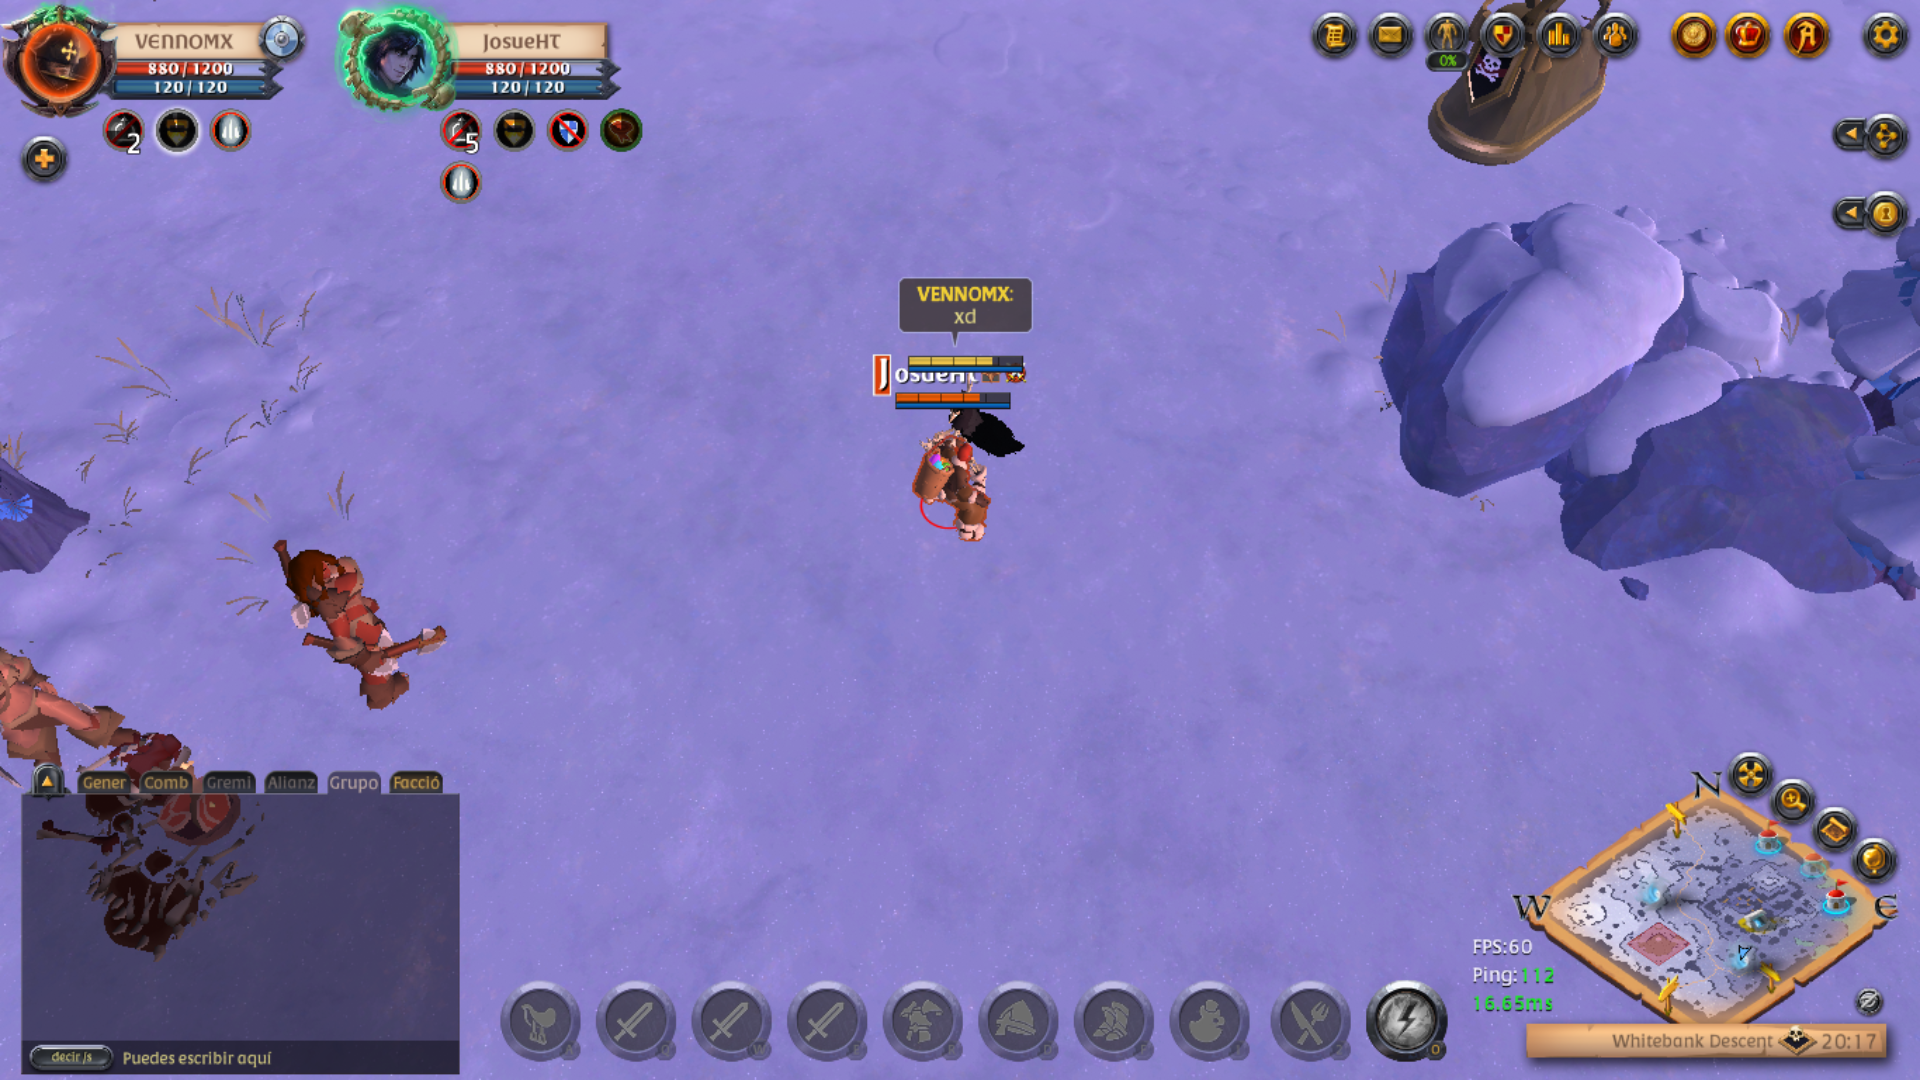 VENNOMX
880 / 1200
120 / 120
2
JosueHT
880 / 1200
120 / 120
5
0%
VENNOMX:
xd
JosueHT
Gener
Comb
Gremi
Alianz
Grupo
Facció
decir /s
Puedes escribir aquí
N
W
E
FPS:60
Ping:112
16.65ms
Whitebank Descent
20:17